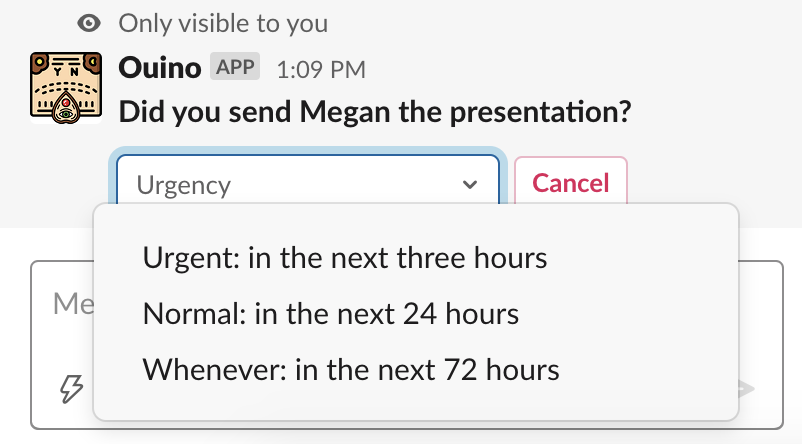 Only visible to you
Y N
Ouino APP 1:09 PM
Did you send Megan the presentation?
Urgency
Cancel
Urgent: in the next three hours
Normal: in the next 24 hours
Me
Whenever: in the next 72 hours